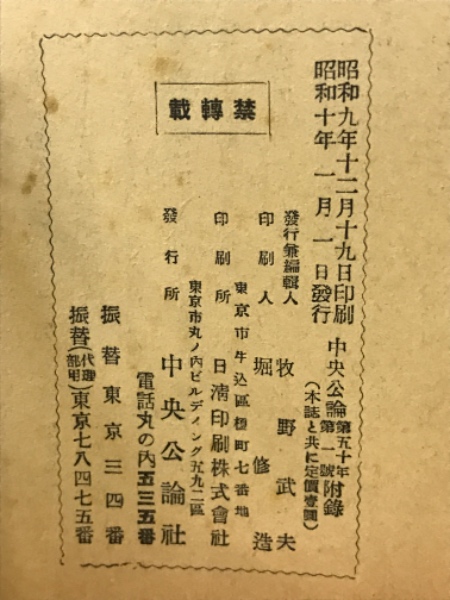 昭和九年十二月十九日印刷
昭和十年一月一日發行
中央公論第五十年第一號附錄
(本誌と共に定價壹圓)
禁轉載
發行兼編輯人 牧野武夫
印刷人 堀修造
東京市牛込區榎町七番地
印刷所 日淸印刷株式會社
東京市丸ノ內ビルディング五九二區
發行所 中央公論社
電話丸の內五三五番
振替東京三四番
振替(代理部用)東京七八四七五番